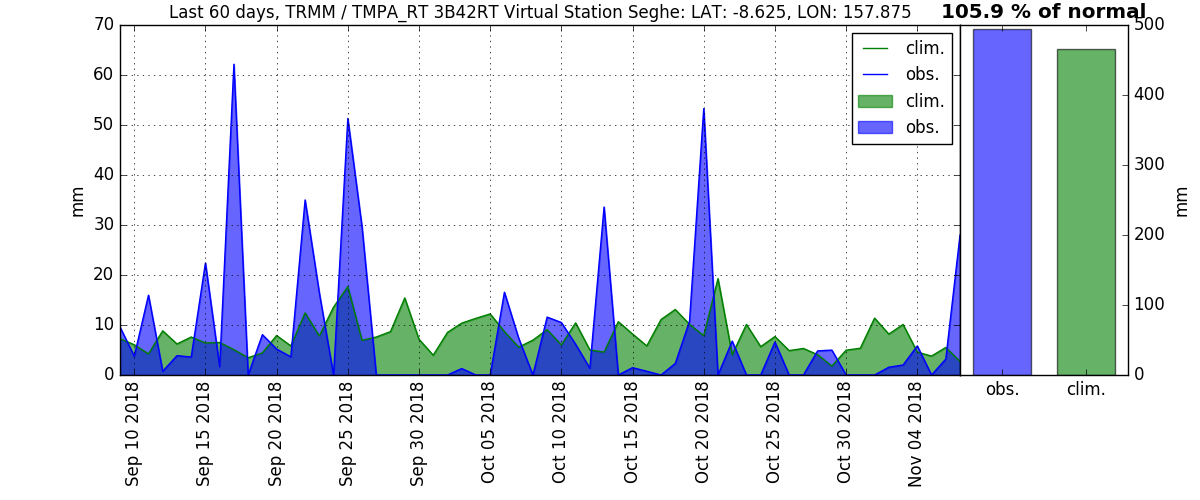 Last 60 days, TRMM / TMPA_RT 3B42RT Virtual Station Seghe: LAT: -8.625, LON: 157.875
105.9 % of normal
70
60
50
40
30
20
10
0
mm
clim.
obs.
clim.
obs.
500
400
300
200
100
0
mm
obs.
clim.
Sep 10 2018
Sep 15 2018
Sep 20 2018
Sep 25 2018
Sep 30 2018
Oct 05 2018
Oct 10 2018
Oct 15 2018
Oct 20 2018
Oct 25 2018
Oct 30 2018
Nov 04 2018